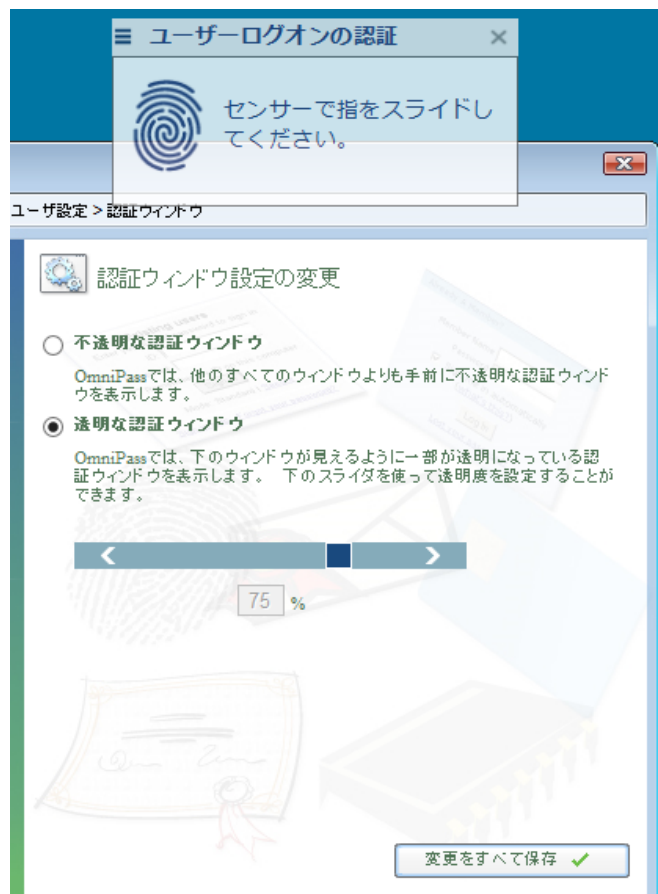 ユーザーログオンの認証
センサーで指をスライドし
てください。
ユーザ設定 > 認証ウィンドウ
認証ウィンドウ設定の変更
不透明な認証ウィンドウ
OmniPassでは、他のすべてのウィンドウよりも手前に不透明な認証ウィンド
ウを表示します。
透明な認証ウィンドウ
OmniPassでは、下のウィンドウが見えるように一部が透明になっている認
証ウィンドウを表示します。 下のスライダを使って透明度を設定することが
できます。
75 %
変更をすべて保存